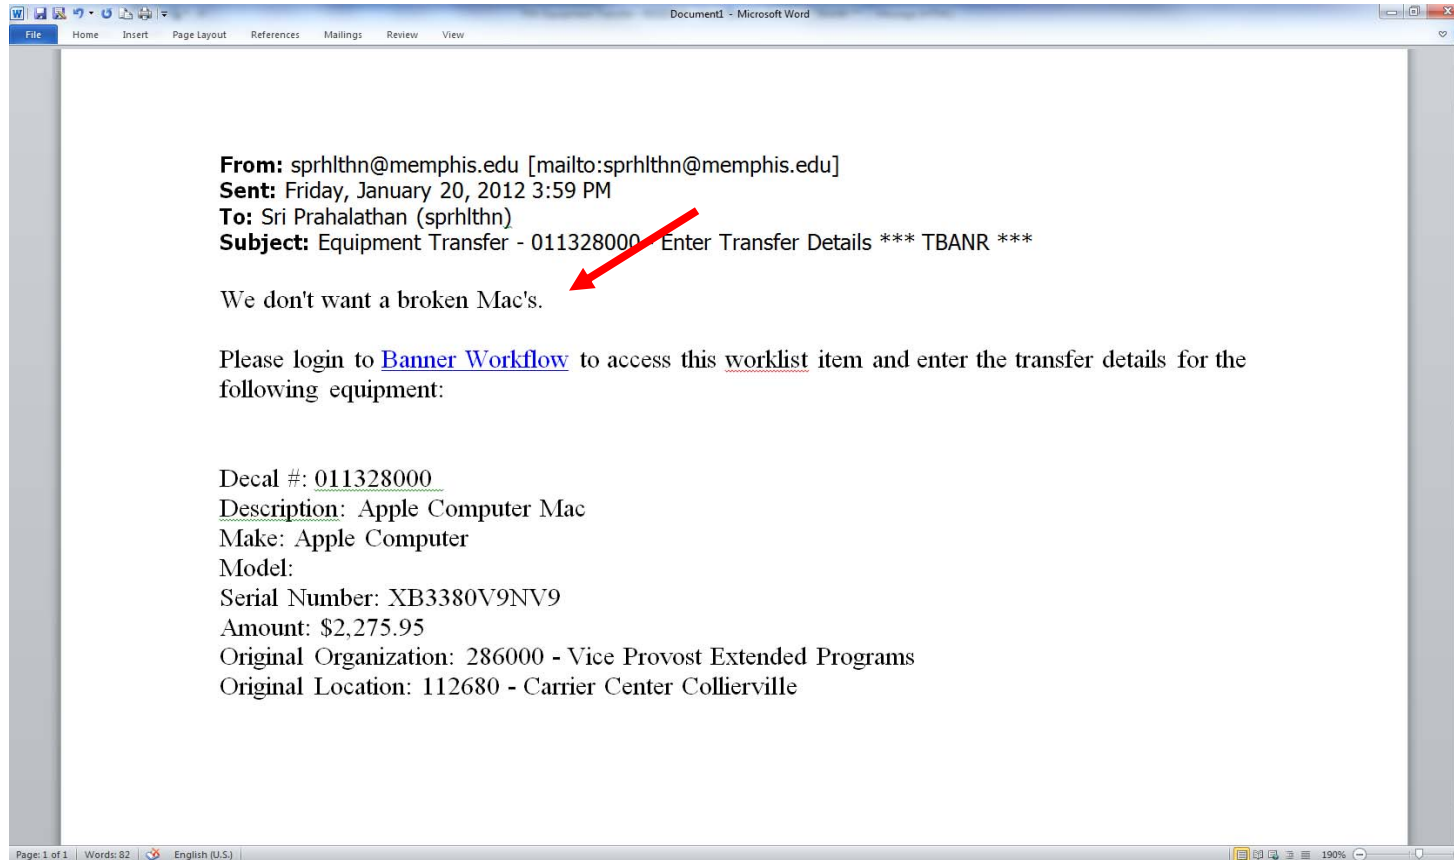 Document1 - Microsoft Word
File Home Insert Page Layout References Mailings Review View
From: sprhlthn@memphis.edu [mailto:sprhlthn@memphis.edu]
Sent: Friday, January 20, 2012 3:59 PM
To: Sri Prahalathan (sprhlthn)
Subject: Equipment Transfer - 011328000 - Enter Transfer Details *** TBANR ***
We don't want a broken Mac's.
Please login to Banner Workflow to access this worklist item and enter the transfer details for the
following equipment:
Decal #: 011328000
Description: Apple Computer Mac
Make: Apple Computer
Model:
Serial Number: XB3380V9NV9
Amount: $2,275.95
Original Organization: 286000 - Vice Provost Extended Programs
Original Location: 112680 - Carrier Center Collierville
Page: 1 of 1 Words: 82 English (U.S.) 190%